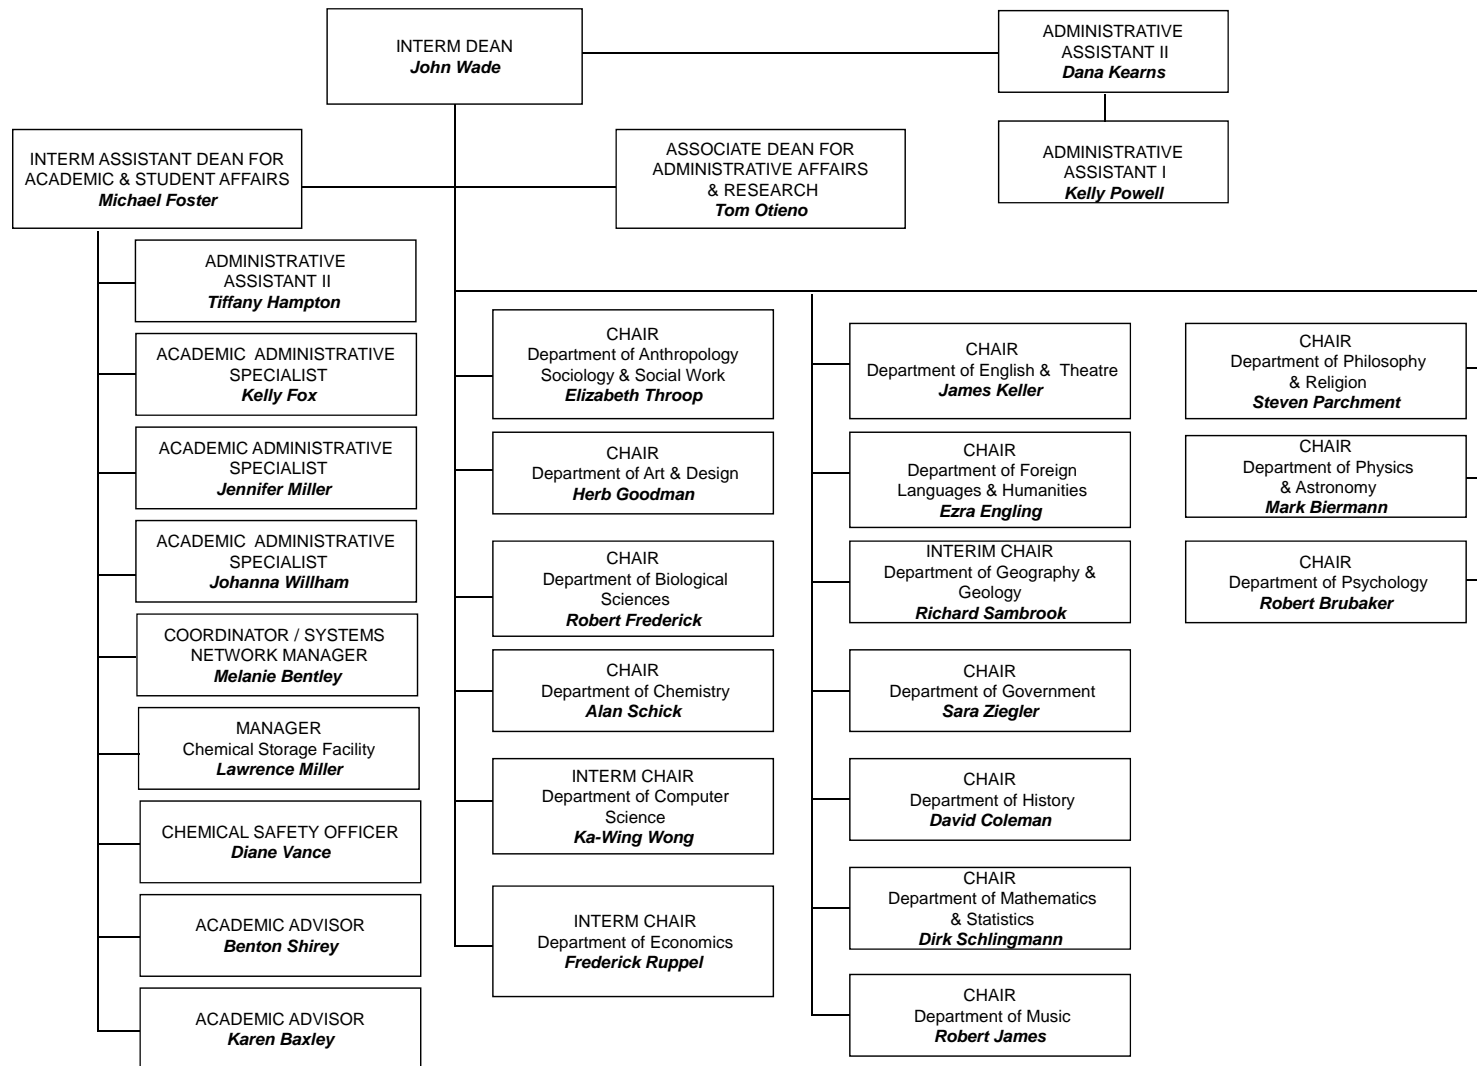 INTERM DEAN
John Wade
ADMINISTRATIVE
ASSISTANT II
Dana Kearns
ADMINISTRATIVE
ASSISTANT I
Kelly Powell
INTERM ASSISTANT DEAN FOR
ACADEMIC & STUDENT AFFAIRS
Michael Foster
ASSOCIATE DEAN FOR
ADMINISTRATIVE AFFAIRS
& RESEARCH
Tom Otieno
ADMINISTRATIVE
ASSISTANT II
Tiffany Hampton
ACADEMIC ADMINISTRATIVE
SPECIALIST
Kelly Fox
ACADEMIC ADMINISTRATIVE
SPECIALIST
Jennifer Miller
ACADEMIC ADMINISTRATIVE
SPECIALIST
Johanna Willham
COORDINATOR / SYSTEMS
NETWORK MANAGER
Melanie Bentley
MANAGER
Chemical Storage Facility
Lawrence Miller
CHEMICAL SAFETY OFFICER
Diane Vance
ACADEMIC ADVISOR
Benton Shirey
ACADEMIC ADVISOR
Karen Baxley
CHAIR
Department of Anthropology
Sociology & Social Work
Elizabeth Throop
CHAIR
Department of Art & Design
Herb Goodman
CHAIR
Department of Biological
Sciences
Robert Frederick
CHAIR
Department of Chemistry
Alan Schick
INTERM CHAIR
Department of Computer
Science
Ka-Wing Wong
INTERM CHAIR
Department of Economics
Frederick Ruppel
CHAIR
Department of English & Theatre
James Keller
CHAIR
Department of Foreign
Languages & Humanities
Ezra Engling
INTERIM CHAIR
Department of Geography &
Geology
Richard Sambrook
CHAIR
Department of Government
Sara Ziegler
CHAIR
Department of History
David Coleman
CHAIR
Department of Mathematics
& Statistics
Dirk Schlingmann
CHAIR
Department of Music
Robert James
CHAIR
Department of Philosophy
& Religion
Steven Parchment
CHAIR
Department of Physics
& Astronomy
Mark Biermann
CHAIR
Department of Psychology
Robert Brubaker